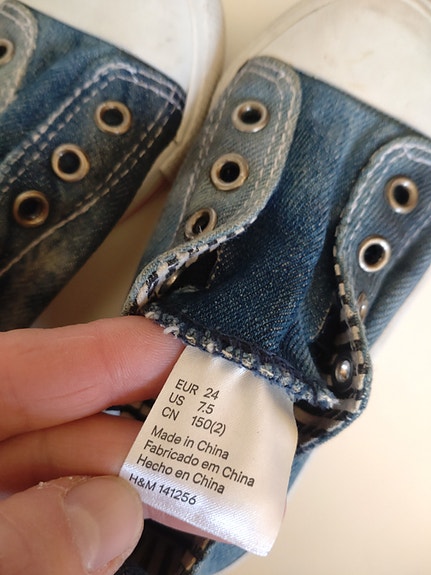 EUR 24
US 7.5
CN 150(2)
Made in China
Fabricado em China
Hecho en China
H&M 141256